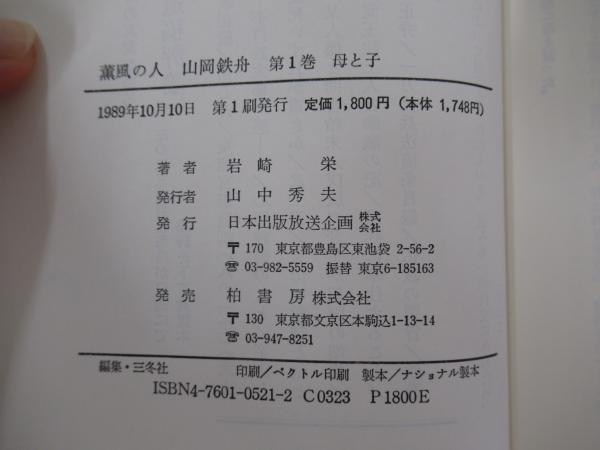 薫風の人 山岡鉄舟 第1巻 母と子
1989年10月10日 第1刷発行 定価1,800円（本体 1,748円）
著者 岩崎 栄
発行者 山中秀夫
発行 日本出版放送企画株式会社
〒170 東京都豊島区東池袋 2-56-2
☎ 03-982-5559 振替 東京6-185163
発売 柏書房株式会社
〒130 東京都文京区本駒込1-13-14
☎ 03-947-8251
編集・三冬社 印刷／ベクトル印刷 製本／ナショナル製本
ISBN4-7601-0521-2 C0323 P1800E